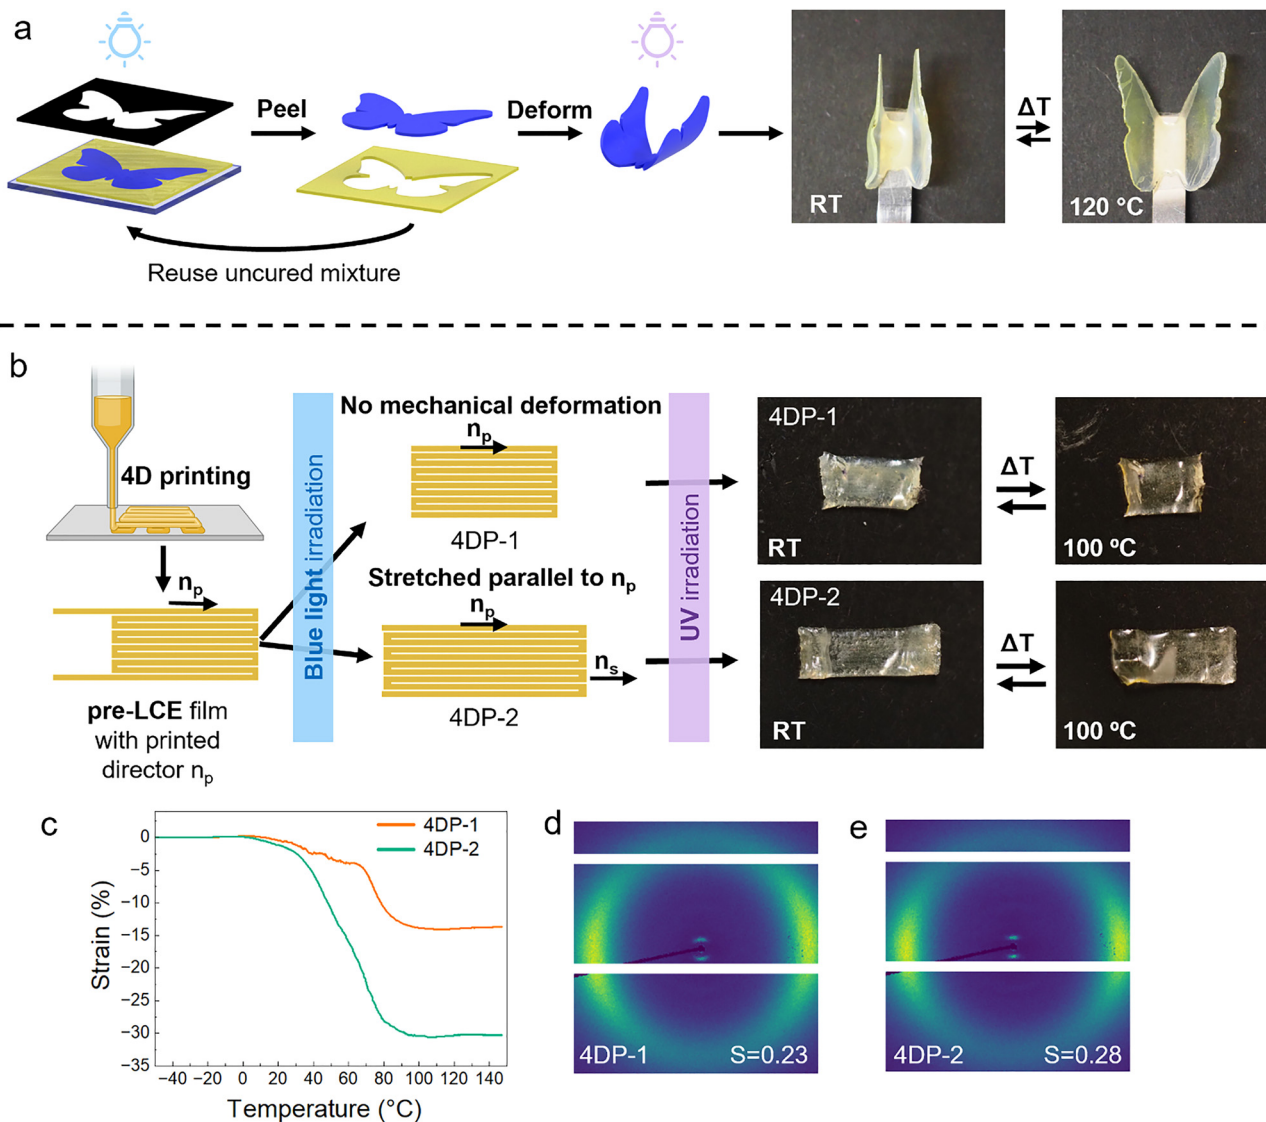 a
Peel
Deform
Reuse uncured mixture
RT
ΔT
120 °C
b
4D printing
np
pre-LCE film
with printed
director np
Blue light irradiation
No mechanical deformation
np
4DP-1
Stretched parallel to np
np
ns
4DP-2
UV irradiation
4DP-1
RT
ΔT
100 ºC
4DP-2
RT
ΔT
100 ºC
c
4DP-1
4DP-2
0
−5
−10
−15
−20
−25
−30
−35
Strain (%)
−40 −20 0 20 40 60 80 100 120 140
Temperature (°C)
d
4DP-1 S=0.23
e
4DP-2 S=0.28